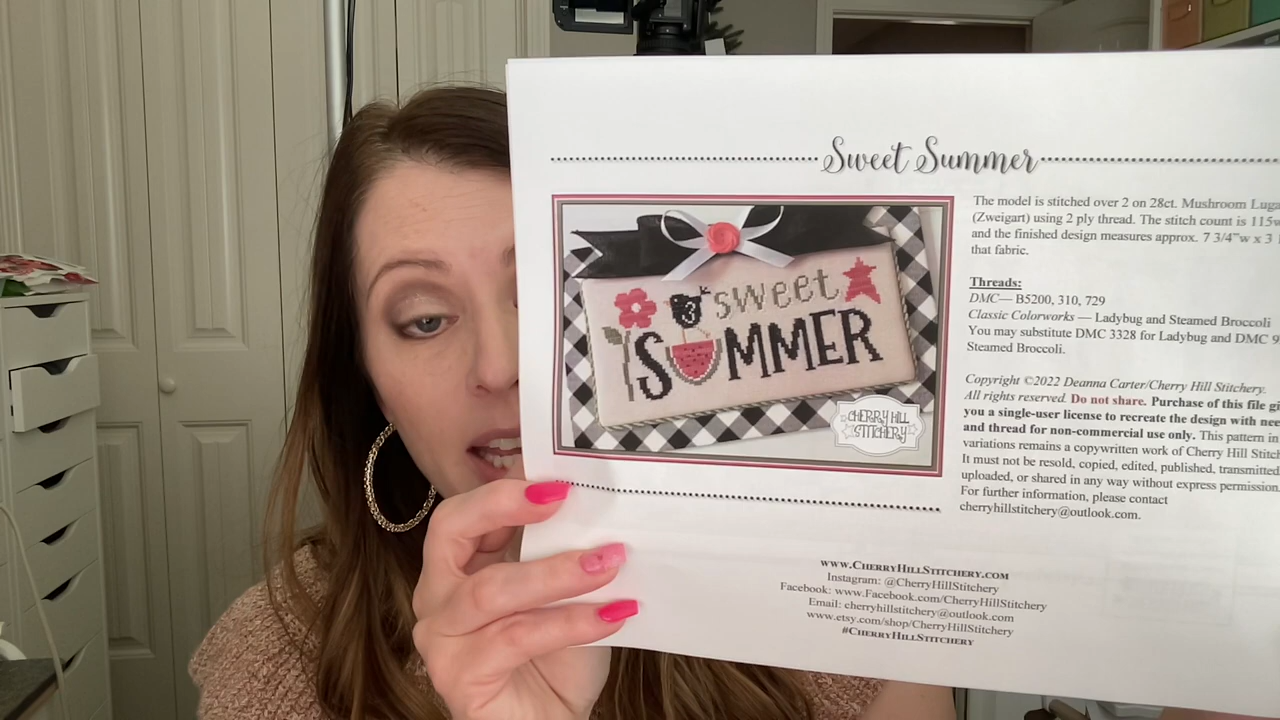 Sweet Summer
The model is stitched over 2 on 28ct. Mushroom Luga
(Zweigart) using 2 ply thread. The stitch count is 115w
and the finished design measures approx. 7 3/4"w x 3
that fabric.
Threads:
DMC— B5200, 310, 729
Classic Colorworks — Ladybug and Steamed Broccoli
You may substitute DMC 3328 for Ladybug and DMC 9
Steamed Broccoli.
Copyright ©2022 Deanna Carter/Cherry Hill Stitchery.
All rights reserved. Do not share. Purchase of this file gi
you a single-user license to recreate the design with nee
and thread for non-commercial use only. This pattern in
variations remains a copywritten work of Cherry Hill Stitch
It must not be resold, copied, edited, published, transmitted
uploaded, or shared in any way without express permission.
For further information, please contact
cherryhillstitchery@outlook.com.
sweet
SUMMER
CHERRY HILL
STITCHERY
www.CherryHillStitchery.com
Instagram: @CherryHillStitchery
Facebook: www.Facebook.com/CherryHillStitchery
Email: cherryhillstitchery@outlook.com
www.etsy.com/shop/CherryHillStitchery
#CherryHillStitchery